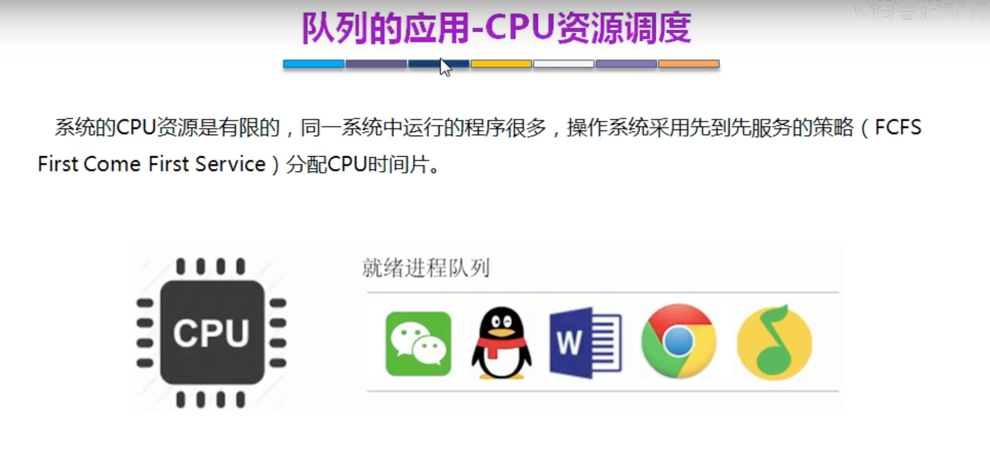 队列的应用-CPU资源调度
系统的CPU资源是有限的，同一系统中运行的程序很多，操作系统采用先到先服务的策略（FCFS
First Come First Service）分配CPU时间片。
就绪进程队列
CPU
W